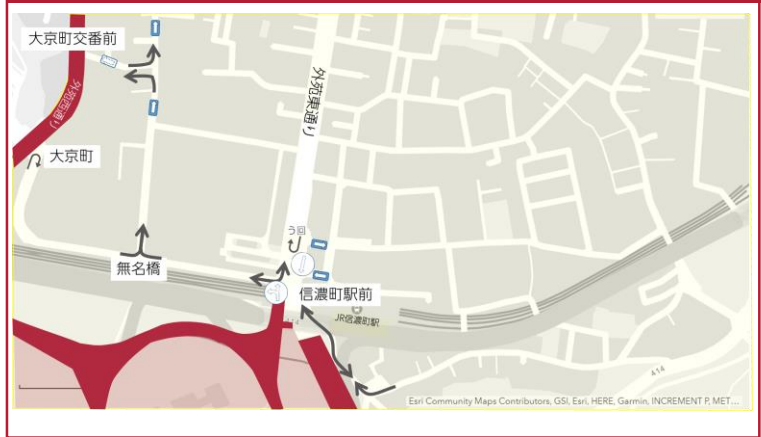 大京町交番前
外苑西通り
外苑東通り
大京町
う回
無名橋
信濃町駅前
JR信濃町駅
414
Esri Community Maps Contributors, GSI, Esri, HERE, Garmin, INCREMENT P, MET...